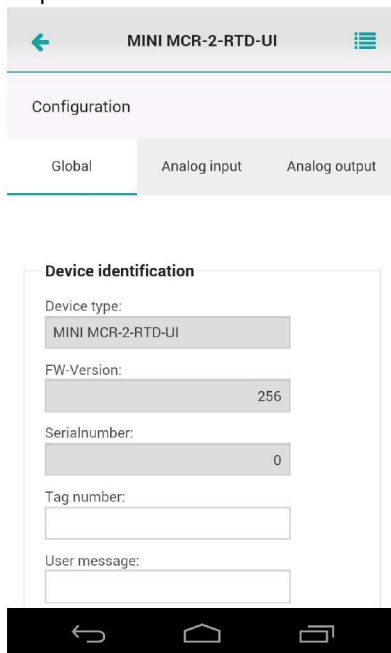 MINI MCR-2-RTD-UI
Configuration
Global Analog input Analog output
Device identification
Device type:
MINI MCR-2-RTD-UI
FW-Version:
256
Serialnumber:
0
Tag number:
User message: